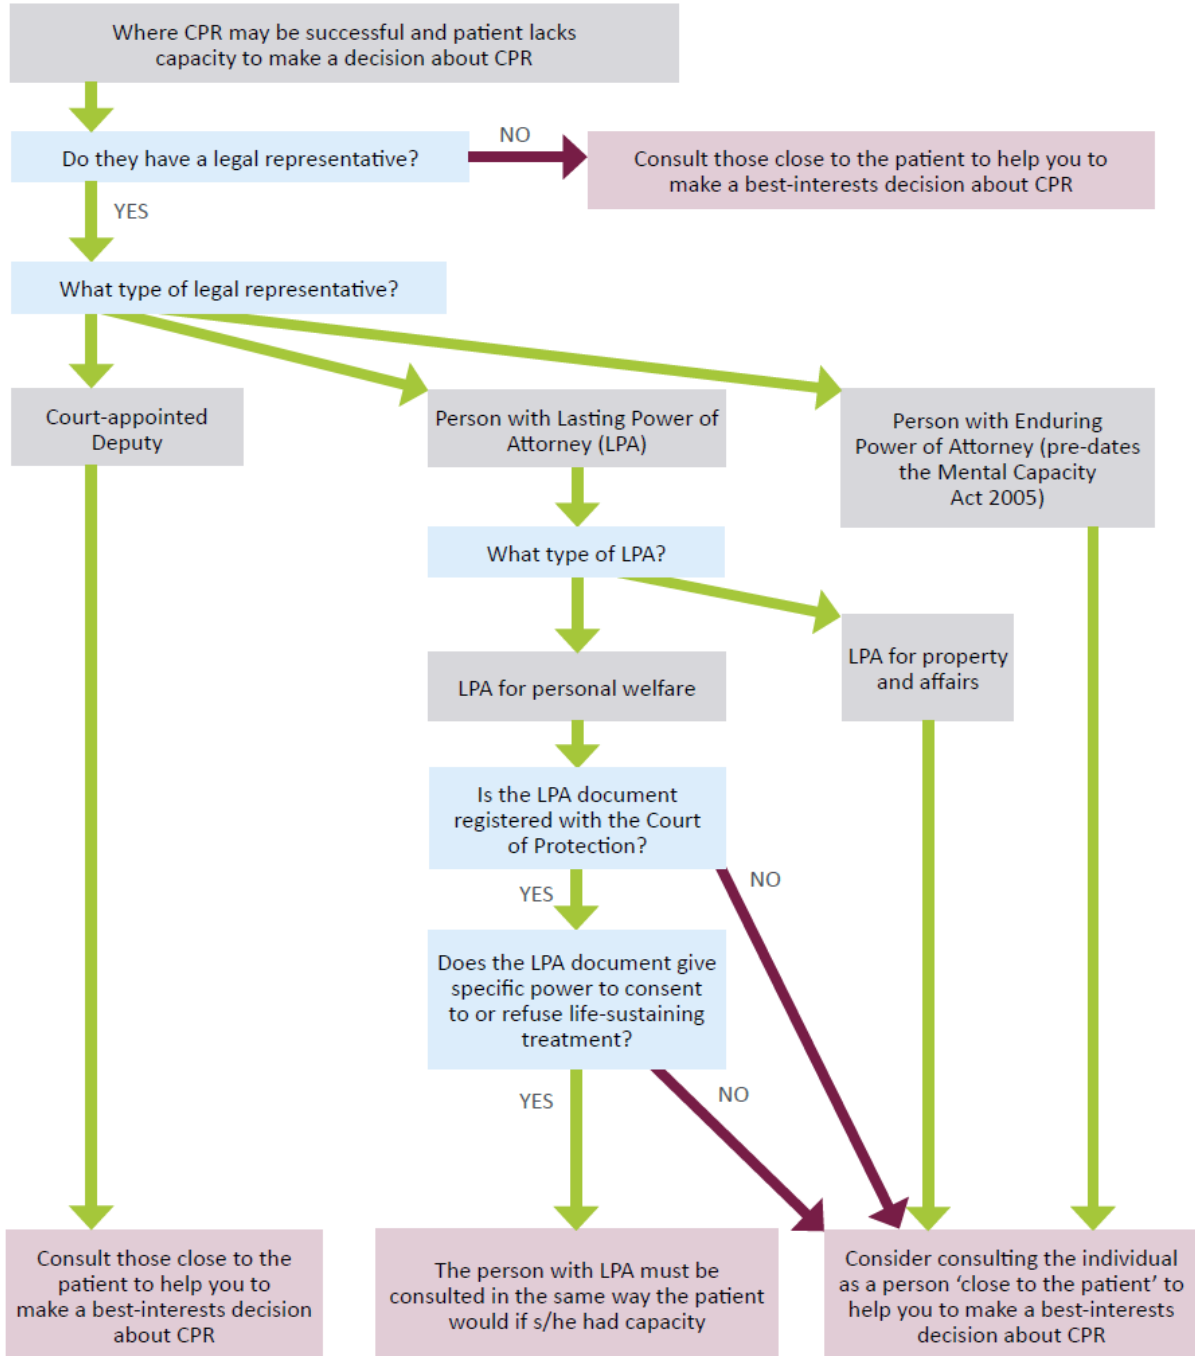 Where CPR may be successful and patient lacks
capacity to make a decision about CPR
Do they have a legal representative?
NO
Consult those close to the patient to help you to
make a best-interests decision about CPR
YES
What type of legal representative?
Court-appointed
Deputy
Person with Lasting Power of
Attorney (LPA)
Person with Enduring
Power of Attorney (pre-dates
the Mental Capacity
Act 2005)
What type of LPA?
LPA for personal welfare
LPA for property
and affairs
Is the LPA document
registered with the Court
of Protection?
YES
NO
Does the LPA document give
specific power to consent
to or refuse life-sustaining
treatment?
YES
NO
Consult those close to the
patient to help you to
make a best-interests decision
about CPR
The person with LPA must be
consulted in the same way the patient
would if s/he had capacity
Consider consulting the individual
as a person ‘close to the patient’ to
help you to make a best-interests
decision about CPR